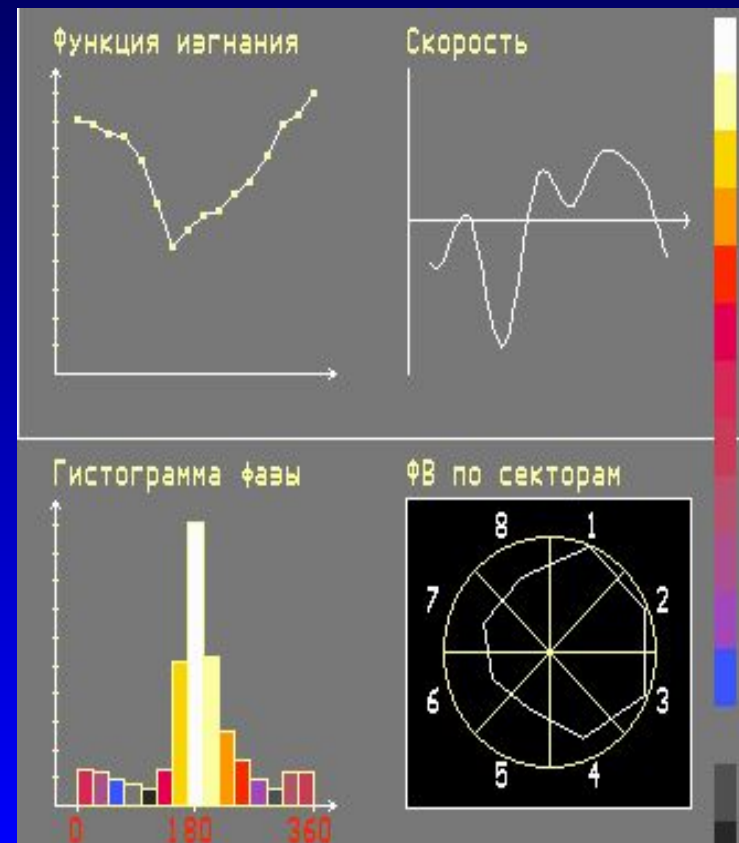 Функция изгнания
Скорость
Гистограмма фазы
0 180 360
ФВ по секторам
8 1
7 2
6 3
5 4